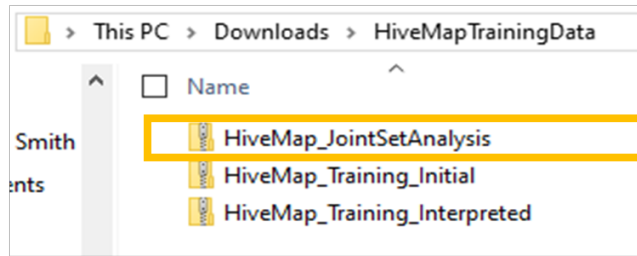 This PC > Downloads > HiveMapTrainingData
Name
Smith
HiveMap_JointSetAnalysis
ents
HiveMap_Training_Initial
HiveMap_Training_Interpreted